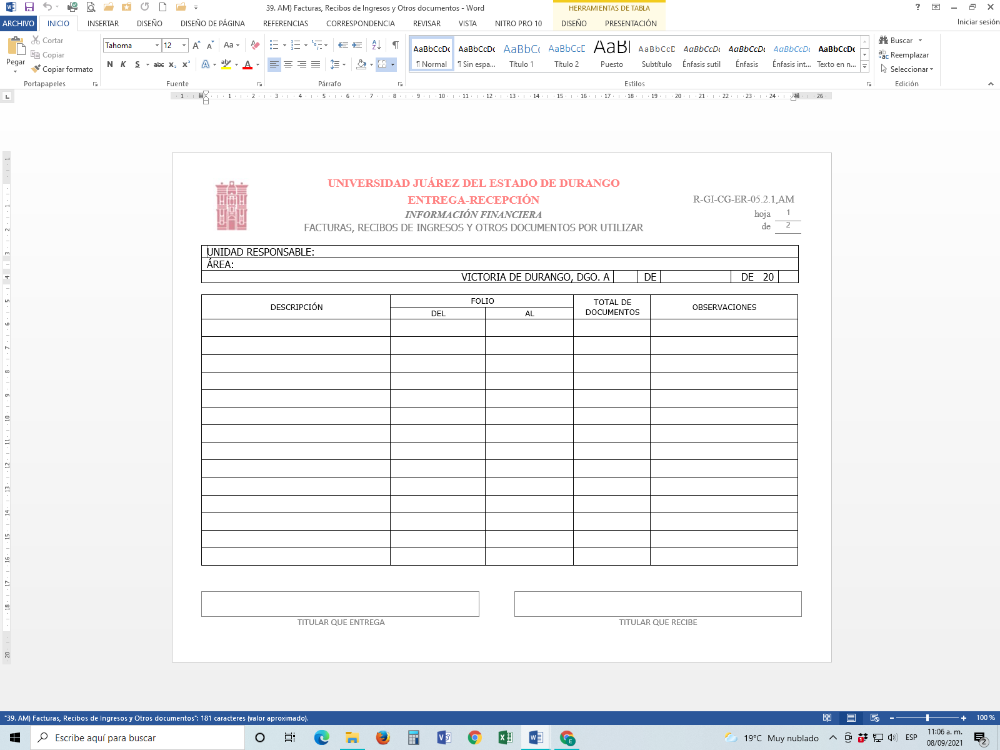 39. AM) Facturas, Recibos de Ingresos y Otros documentos - Word
HERRAMIENTAS DE TABLA
Iniciar sesión
ARCHIVO INICIO INSERTAR DISEÑO DISEÑO DE PÁGINA REFERENCIAS CORRESPONDENCIA REVISAR VISTA NITRO PRO 10 DISEÑO PRESENTACIÓN
Pegar
Cortar
Copiar
Copiar formato
Portapapeles
Tahoma 12
N K S abc x₂ x²
Fuente
Párrafo
AaBbCcDc AaBbCcDc AaBbCc AaBbCcD AaBl AaBbCcD AaBbCcDc AaBbCcDc AaBbCcDc AaBbCcDc
¶ Normal ¶ Sin espa... Título 1 Título 2 Puesto Subtítulo Énfasis sutil Énfasis Énfasis int... Texto en n...
Estilos
Buscar
Reemplazar
Seleccionar
Edición
1 1 2 3 4 5 6 7 8 9 10 11 12 13 14 15 16 17 18 19 20 21 22 23 24 26
UNIVERSIDAD JUÁREZ DEL ESTADO DE DURANGO
ENTREGA-RECEPCIÓN
INFORMACIÓN FINANCIERA
FACTURAS, RECIBOS DE INGRESOS Y OTROS DOCUMENTOS POR UTILIZAR
R-GI-CG-ER-05.2.1,AM
hoja 1
de 2
UNIDAD RESPONSABLE:
ÁREA:
VICTORIA DE DURANGO, DGO. A DE DE 20
DESCRIPCIÓN FOLIO TOTAL DE DOCUMENTOS OBSERVACIONES
DEL AL
TITULAR QUE ENTREGA TITULAR QUE RECIBE
"39. AM) Facturas, Recibos de Ingresos y Otros documentos": 181 caracteres (valor aproximado).
100 %
Escribe aquí para buscar
19°C Muy nublado
ESP
11:06 a. m.
08/09/2021
2